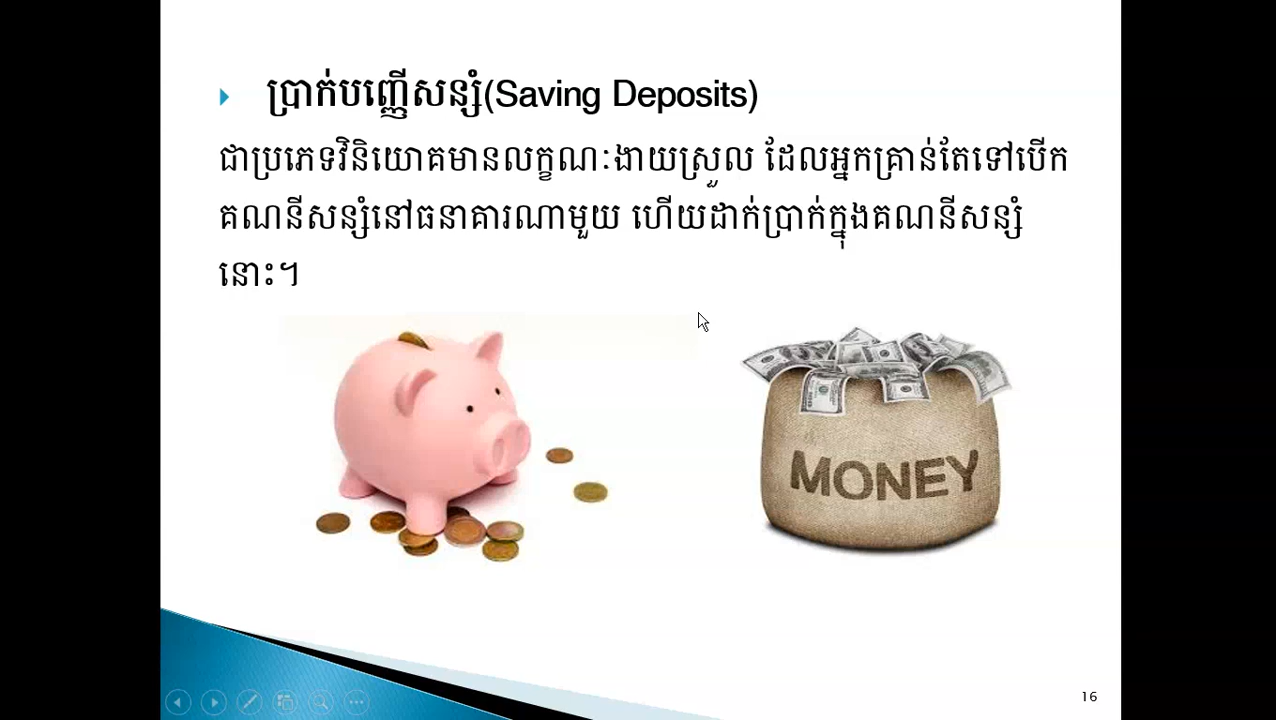 ប្រាក់បញ្ញើសន្សំ(Saving Deposits)
ជាប្រភេទវិនិយោគមានលក្ខណៈងាយស្រួល ដែលអ្នកគ្រាន់តែទៅបើក
គណនីសន្សំនៅធនាគារណាមួយ ហើយដាក់ប្រាក់ក្នុងគណនីសន្សំ
នោះ។
MONEY
16